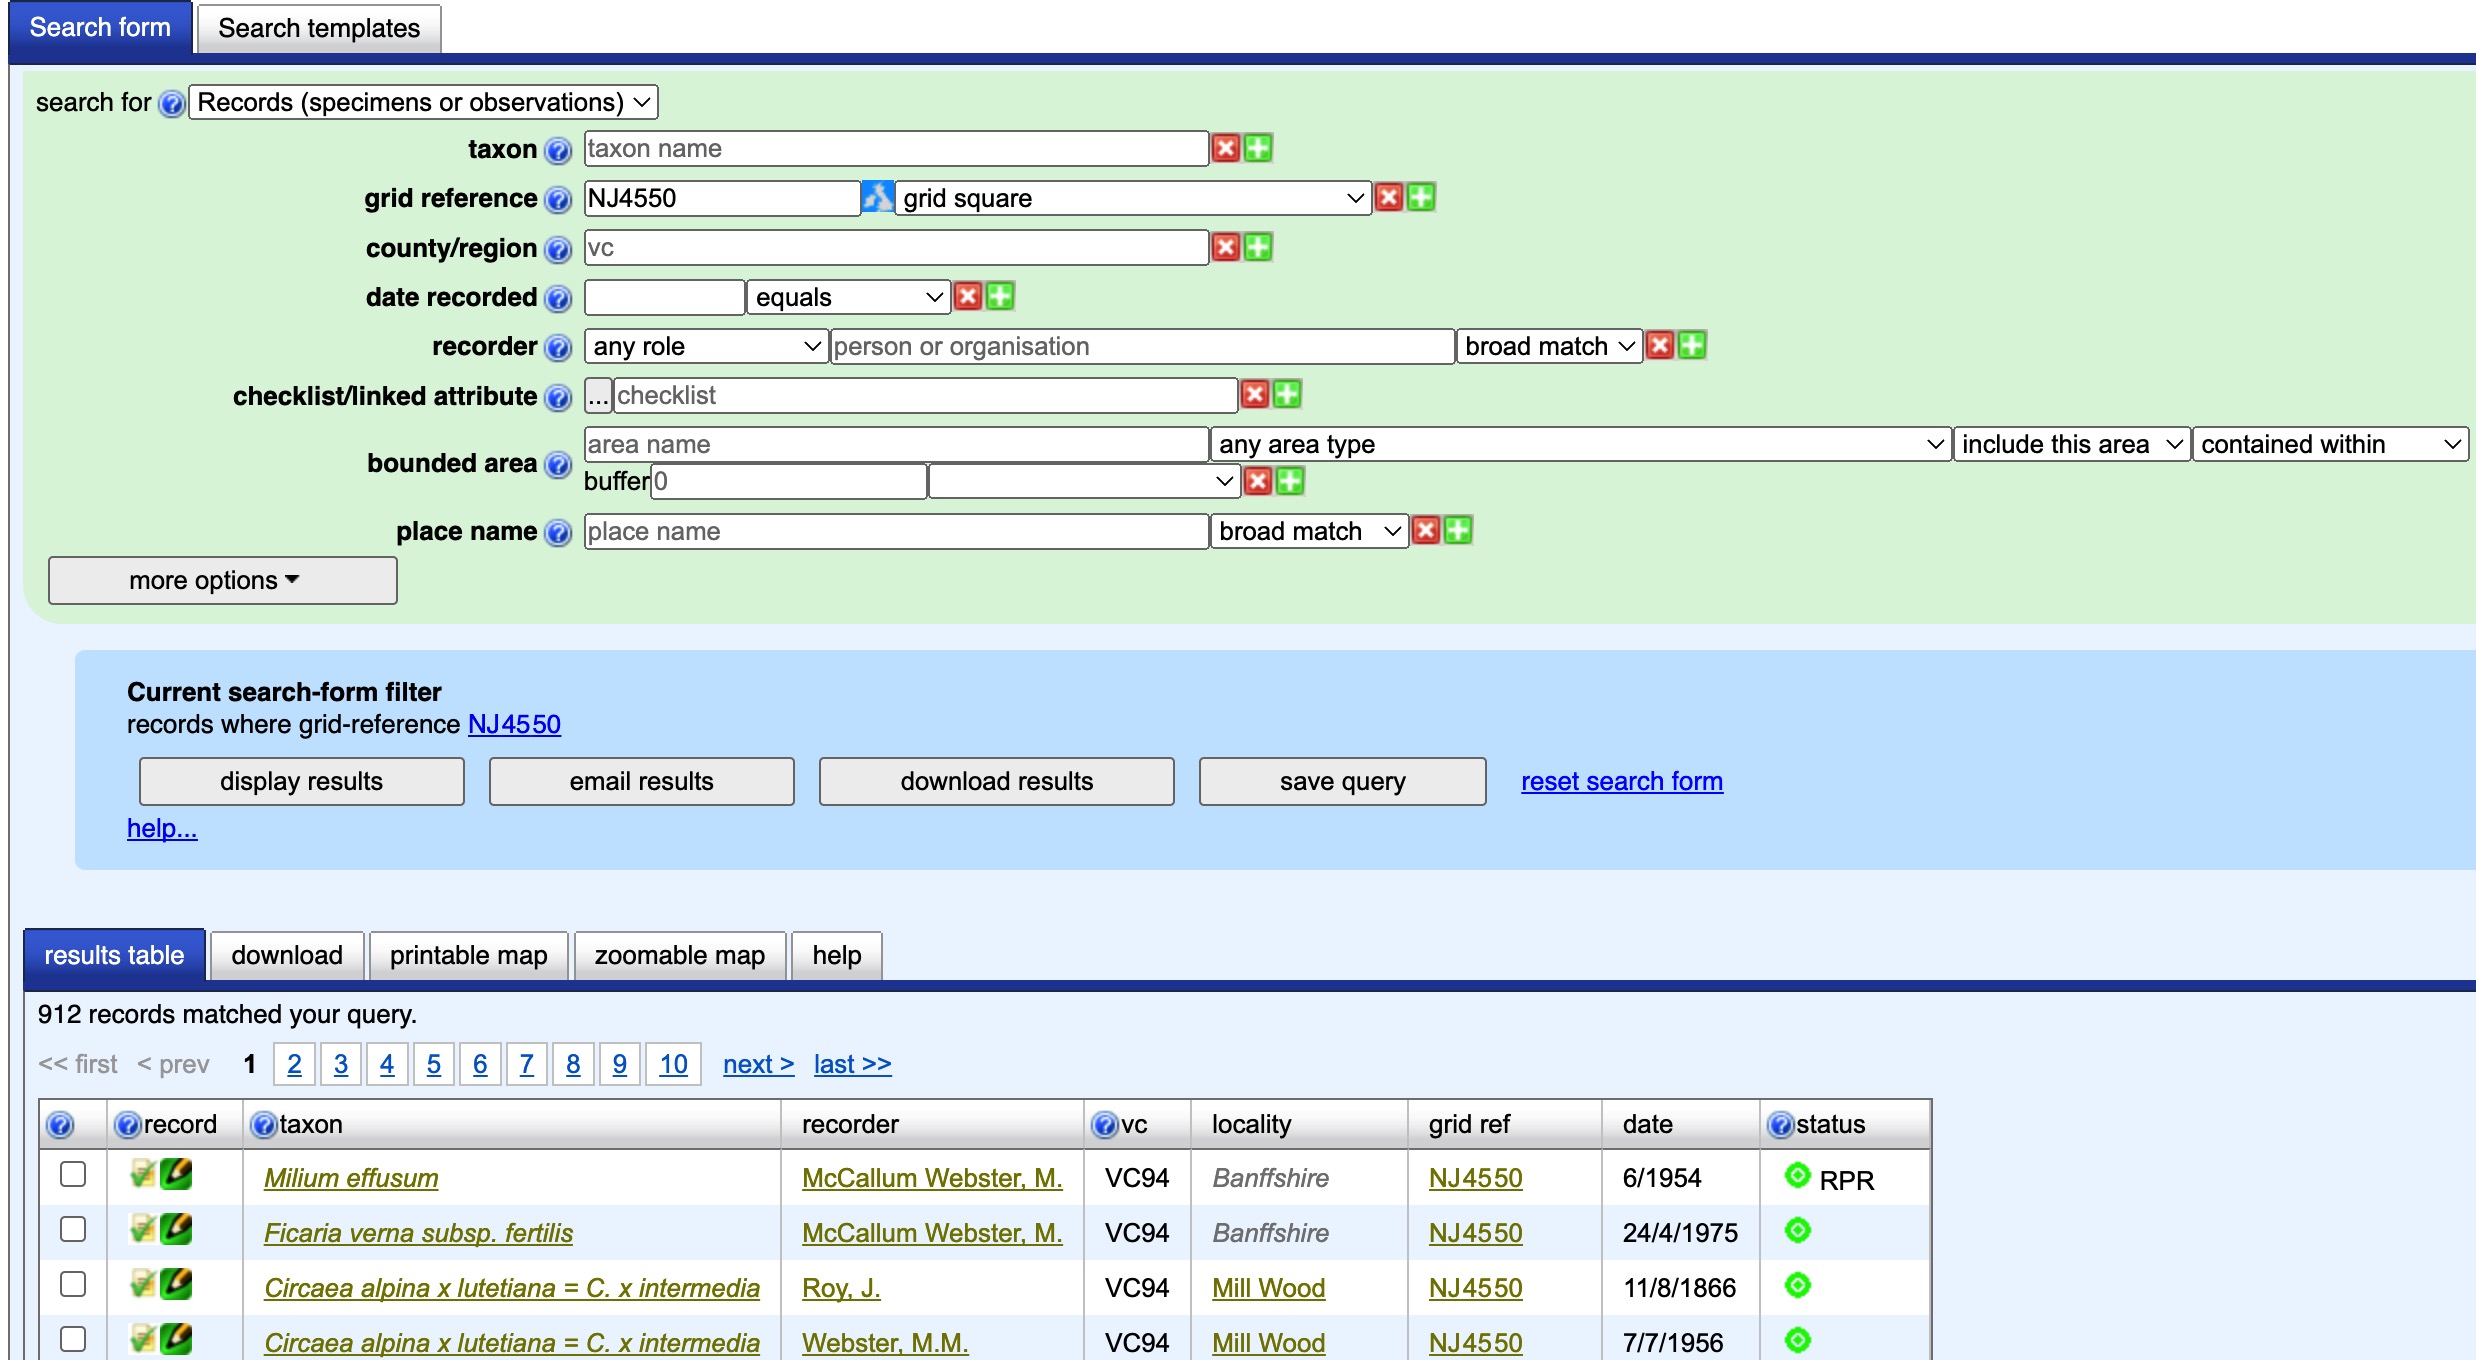 Search form Search templates
search for Records (specimens or observations)
taxon taxon name
grid reference NJ4550 grid square
county/region vc
date recorded equals
recorder any role person or organisation broad match
checklist/linked attribute ... checklist
bounded area area name any area type include this area contained within
buffer 0
place name place name broad match
more options
Current search-form filter
records where grid-reference NJ4550
display results email results download results save query reset search form
help...
results table download printable map zoomable map help
912 records matched your query.
<< first < prev 1 2 3 4 5 6 7 8 9 10 next > last >>
record taxon recorder vc locality grid ref date status
Milium effusum McCallum Webster, M. VC94 Banffshire NJ4550 6/1954 RPR
Ficaria verna subsp. fertilis McCallum Webster, M. VC94 Banffshire NJ4550 24/4/1975
Circaea alpina x lutetiana = C. x intermedia Roy, J. VC94 Mill Wood NJ4550 11/8/1866
Circaea alpina x lutetiana = C. x intermedia Webster, M.M. VC94 Mill Wood NJ4550 7/7/1956